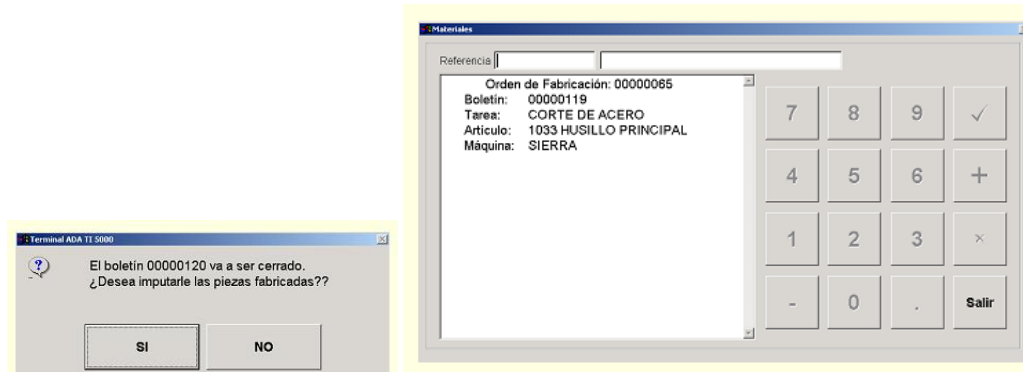 Terminal ADA TI 5000
El boletín 00000120 va a ser cerrado.
¿Desea imputarle las piezas fabricadas??
SI NO
Materiales
Referencia
Orden de Fabricación: 00000065
Boletín: 00000119
Tarea: CORTE DE ACERO
Artículo: 1033 HUSILLO PRINCIPAL
Máquina: SIERRA
7 8 9 ✓
4 5 6 +
1 2 3 ×
- 0 . Salir